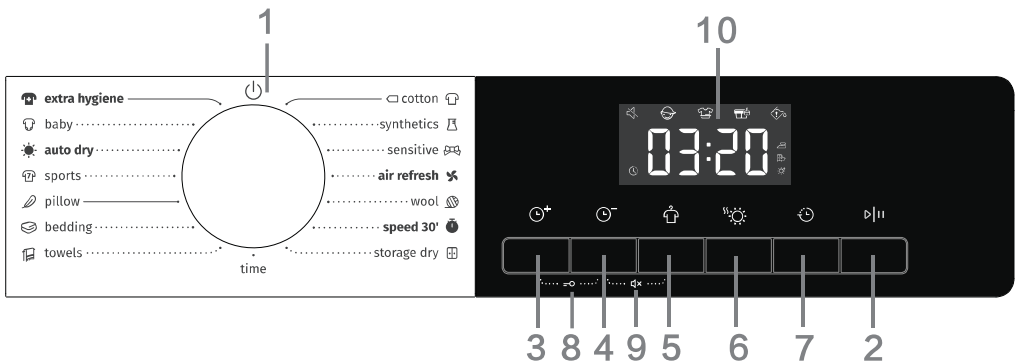 1
10
extra hygiene
cotton
baby
synthetics
auto dry
sensitive
sports
air refresh
pillow
wool
bedding
speed 30'
towels
storage dry
time
03:20
3
8
4
9
5
6
7
2